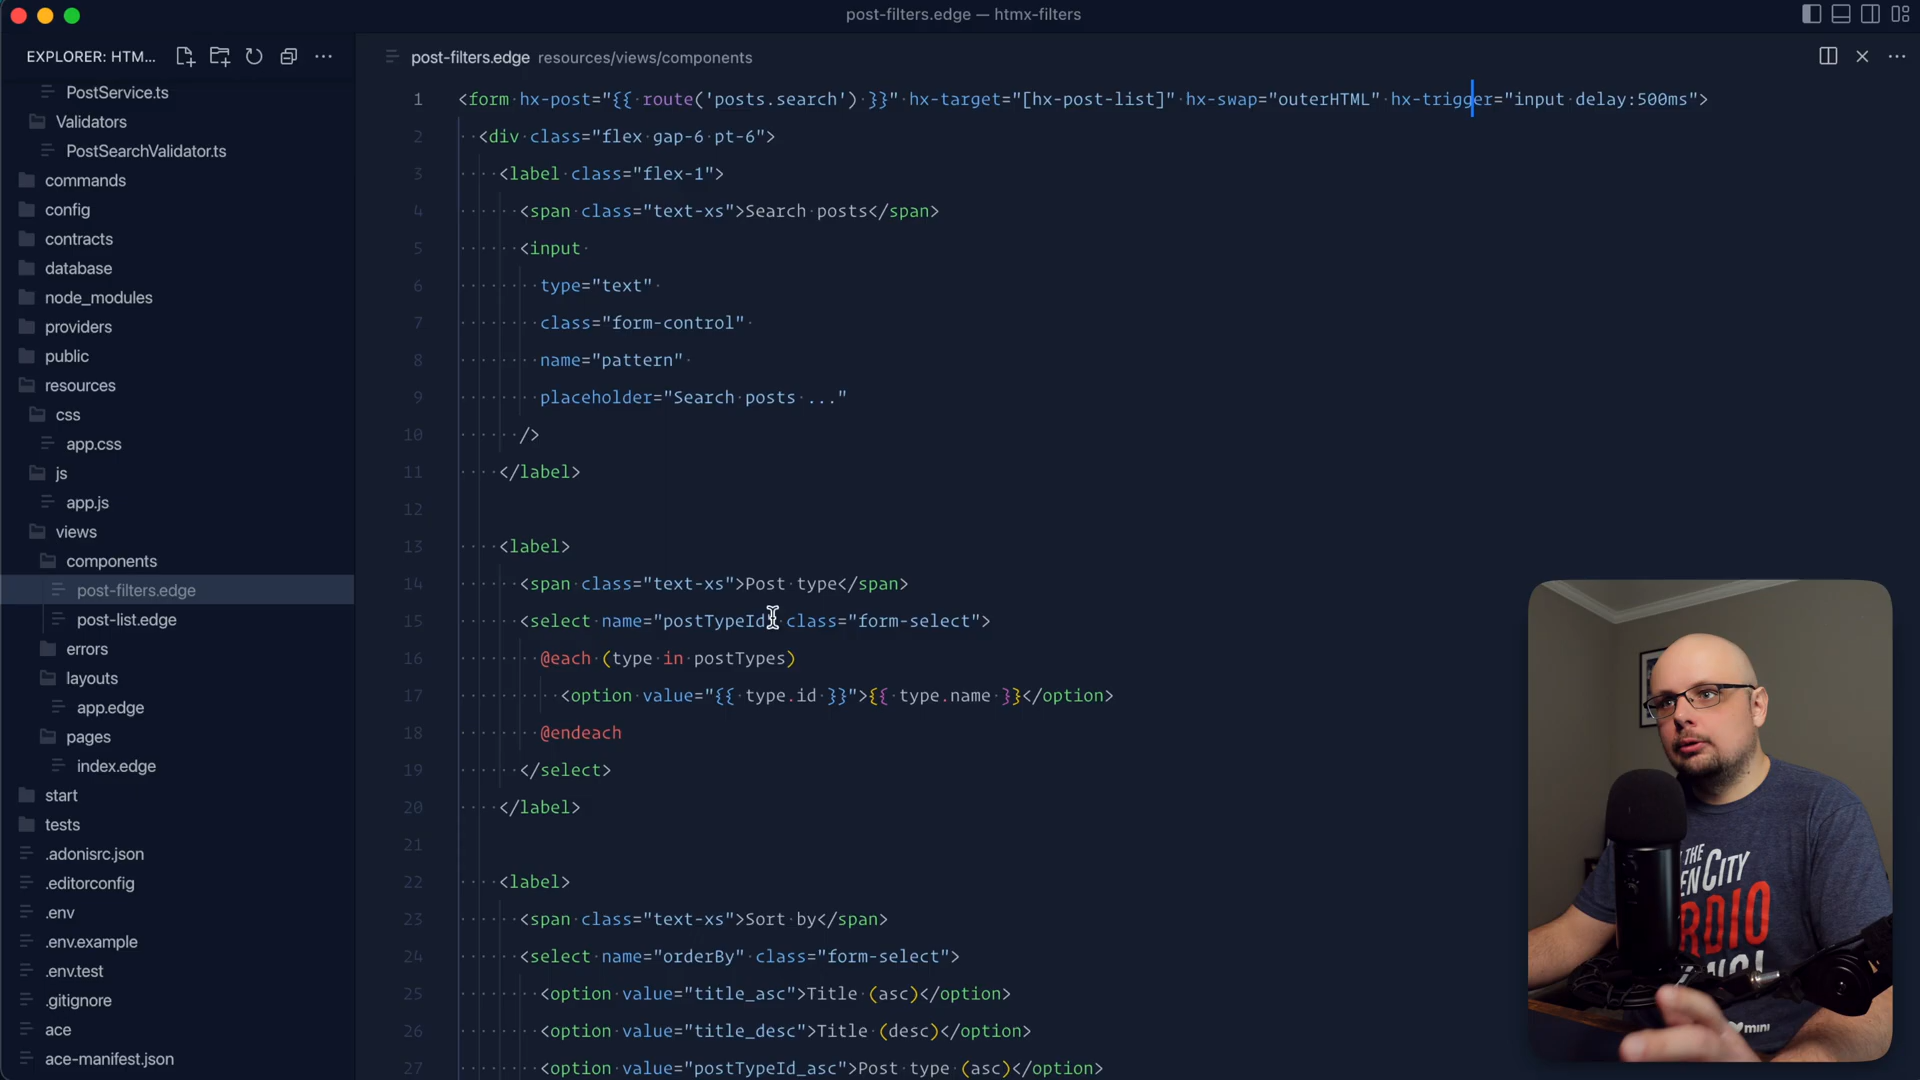 post-filters.edge — htmx-filters
EXPLORER: HTM...
PostService.ts
Validators
PostSearchValidator.ts
commands
config
contracts
database
node_modules
providers
public
resources
css
app.css
js
app.js
views
components
post-filters.edge
post-list.edge
errors
layouts
app.edge
pages
index.edge
start
tests
.adonisrc.json
.editorconfig
.env
.env.example
.env.test
.gitignore
ace
ace-manifest.json
post-filters.edge resources/views/components
1 <form hx-post="{{ route('posts.search') }}" hx-target="[hx-post-list]" hx-swap="outerHTML" hx-trigger="input delay:500ms">
2 <div class="flex gap-6 pt-6">
3 <label class="flex-1">
4 <span class="text-xs">Search posts</span>
5 <input
6 type="text"
7 class="form-control"
8 name="pattern"
9 placeholder="Search posts ..."
10 />
11 </label>
12
13 <label>
14 <span class="text-xs">Post type</span>
15 <select name="postTypeId" class="form-select">
16 @each (type in postTypes)
17 <option value="{{ type.id }}">{{ type.name }}</option>
18 @endeach
19 </select>
20 </label>
21
22 <label>
23 <span class="text-xs">Sort by</span>
24 <select name="orderBy" class="form-select">
25 <option value="title_asc">Title (asc)</option>
26 <option value="title_desc">Title (desc)</option>
27 <option value="postTypeId_asc">Post type (asc)</option>
THE
CITY